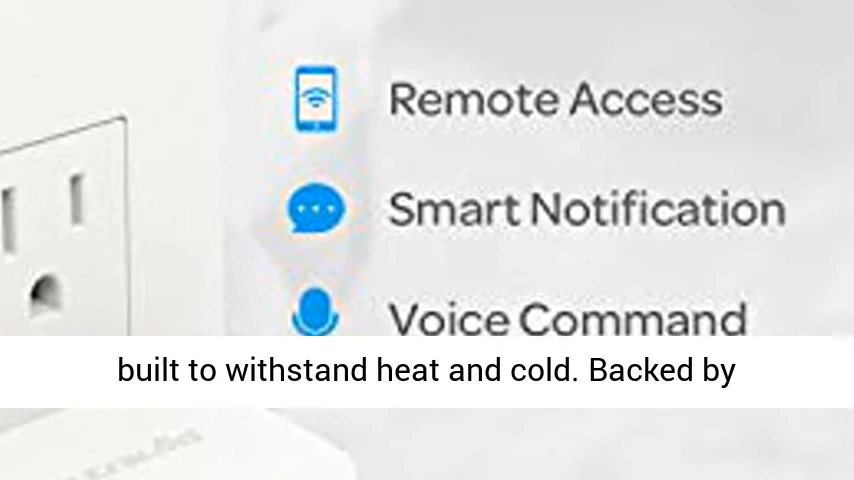 Remote Access
Smart Notification
Voice Command
built to withstand heat and cold. Backed by